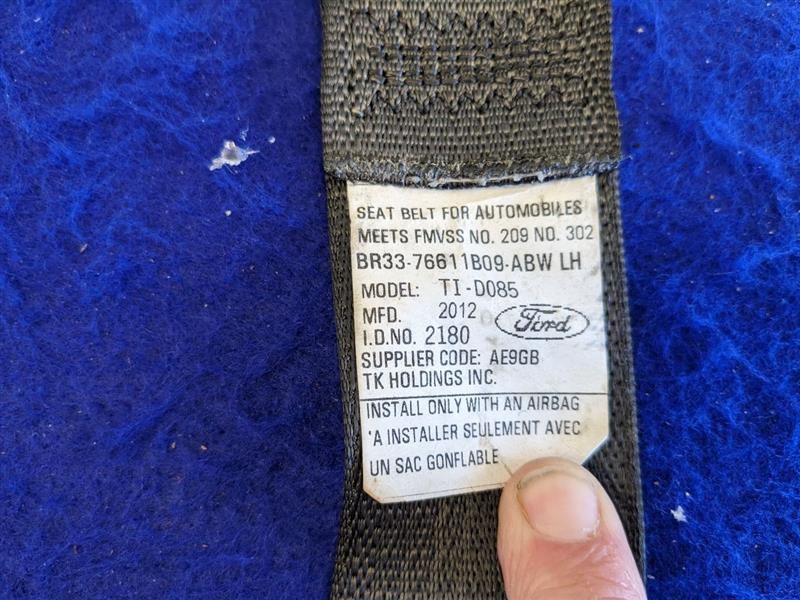 SEAT BELT FOR AUTOMOBILES
MEETS FMVSS NO. 209 NO. 302
BR33-76611B09-ABW LH
MODEL: TI-D085
MFD. 2012
Ford
I.D.NO. 2180
SUPPLIER CODE: AE9GB
TK HOLDINGS INC.
INSTALL ONLY WITH AN AIRBAG
'A INSTALLER SEULEMENT AVEC
UN SAC GONFLABLE